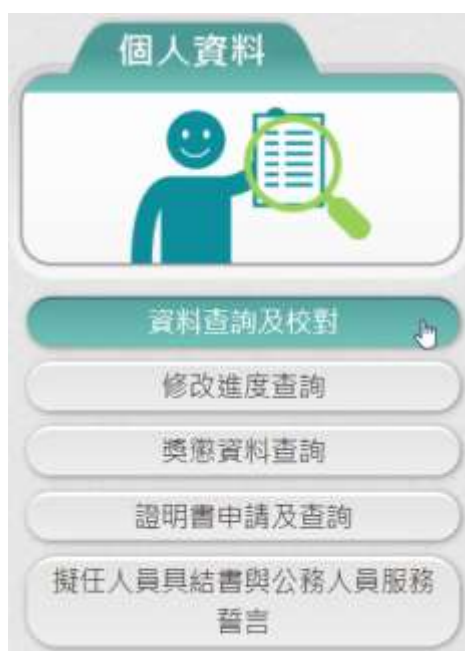 個人資料
資料查詢及校對
修改進度查詢
獎懲資料查詢
證明書申請及查詢
擬任人員具結書與公務人員服務
誓言